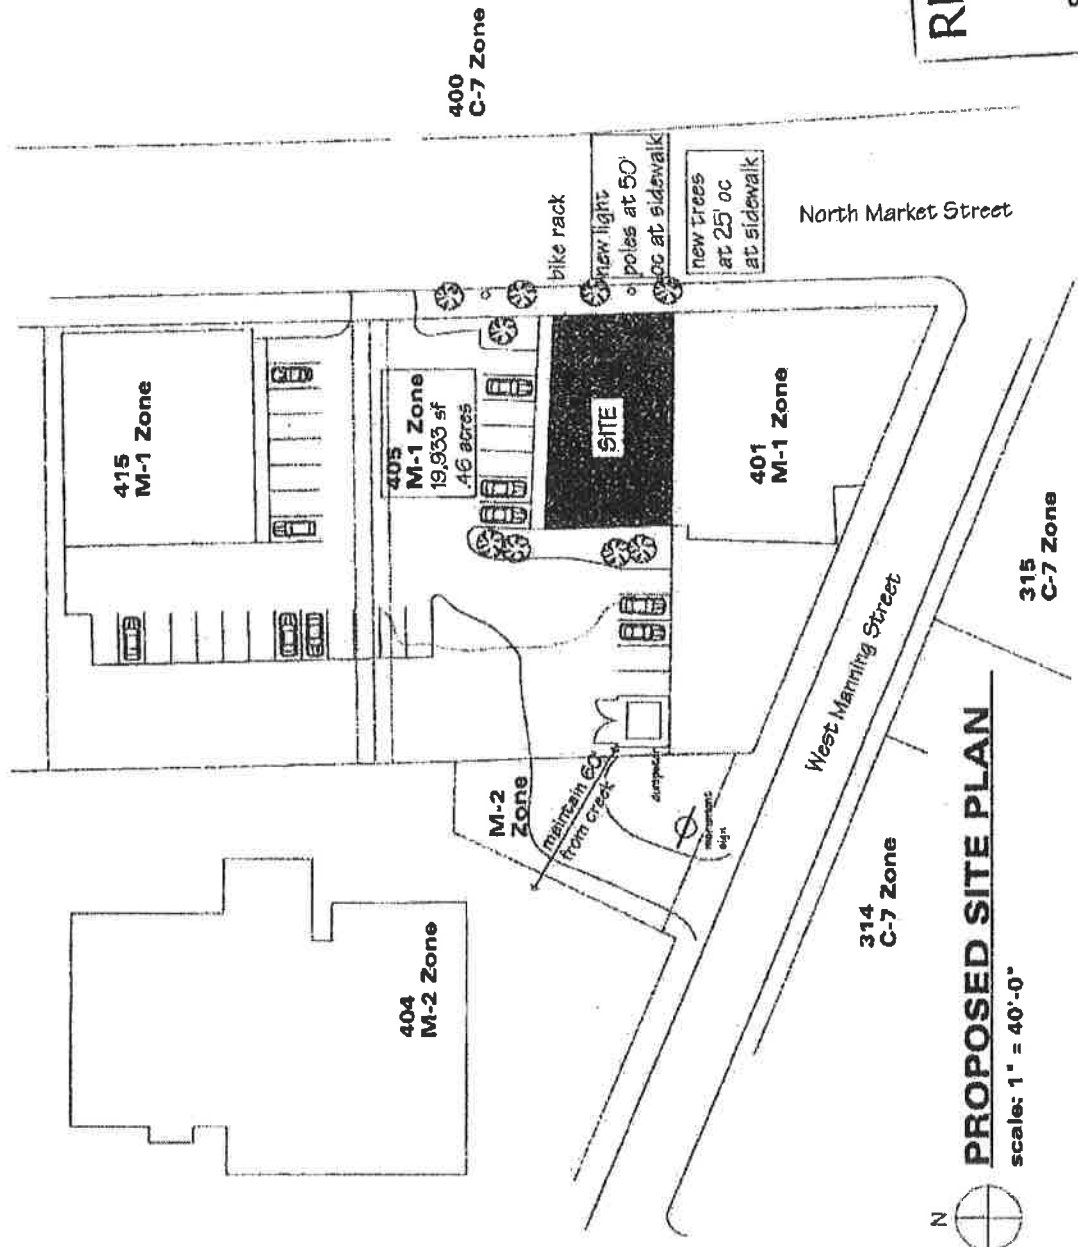 400
C-7 Zone
415
M-1 Zone
405
M-1 Zone
19,933 sf
.46 acres
SITE
401
M-1 Zone
bike rack
new light
poles at 50'
oc at sidewalk
new trees
at 25' oc
at sidewalk
North Market Street
M-2
Zone
maintain 60'
from creek
dumpster
monument
sign
West Manning Street
404
M-2 Zone
314
C-7 Zone
315
C-7 Zone
N
PROPOSED SITE PLAN
scale: 1" = 40'-0"